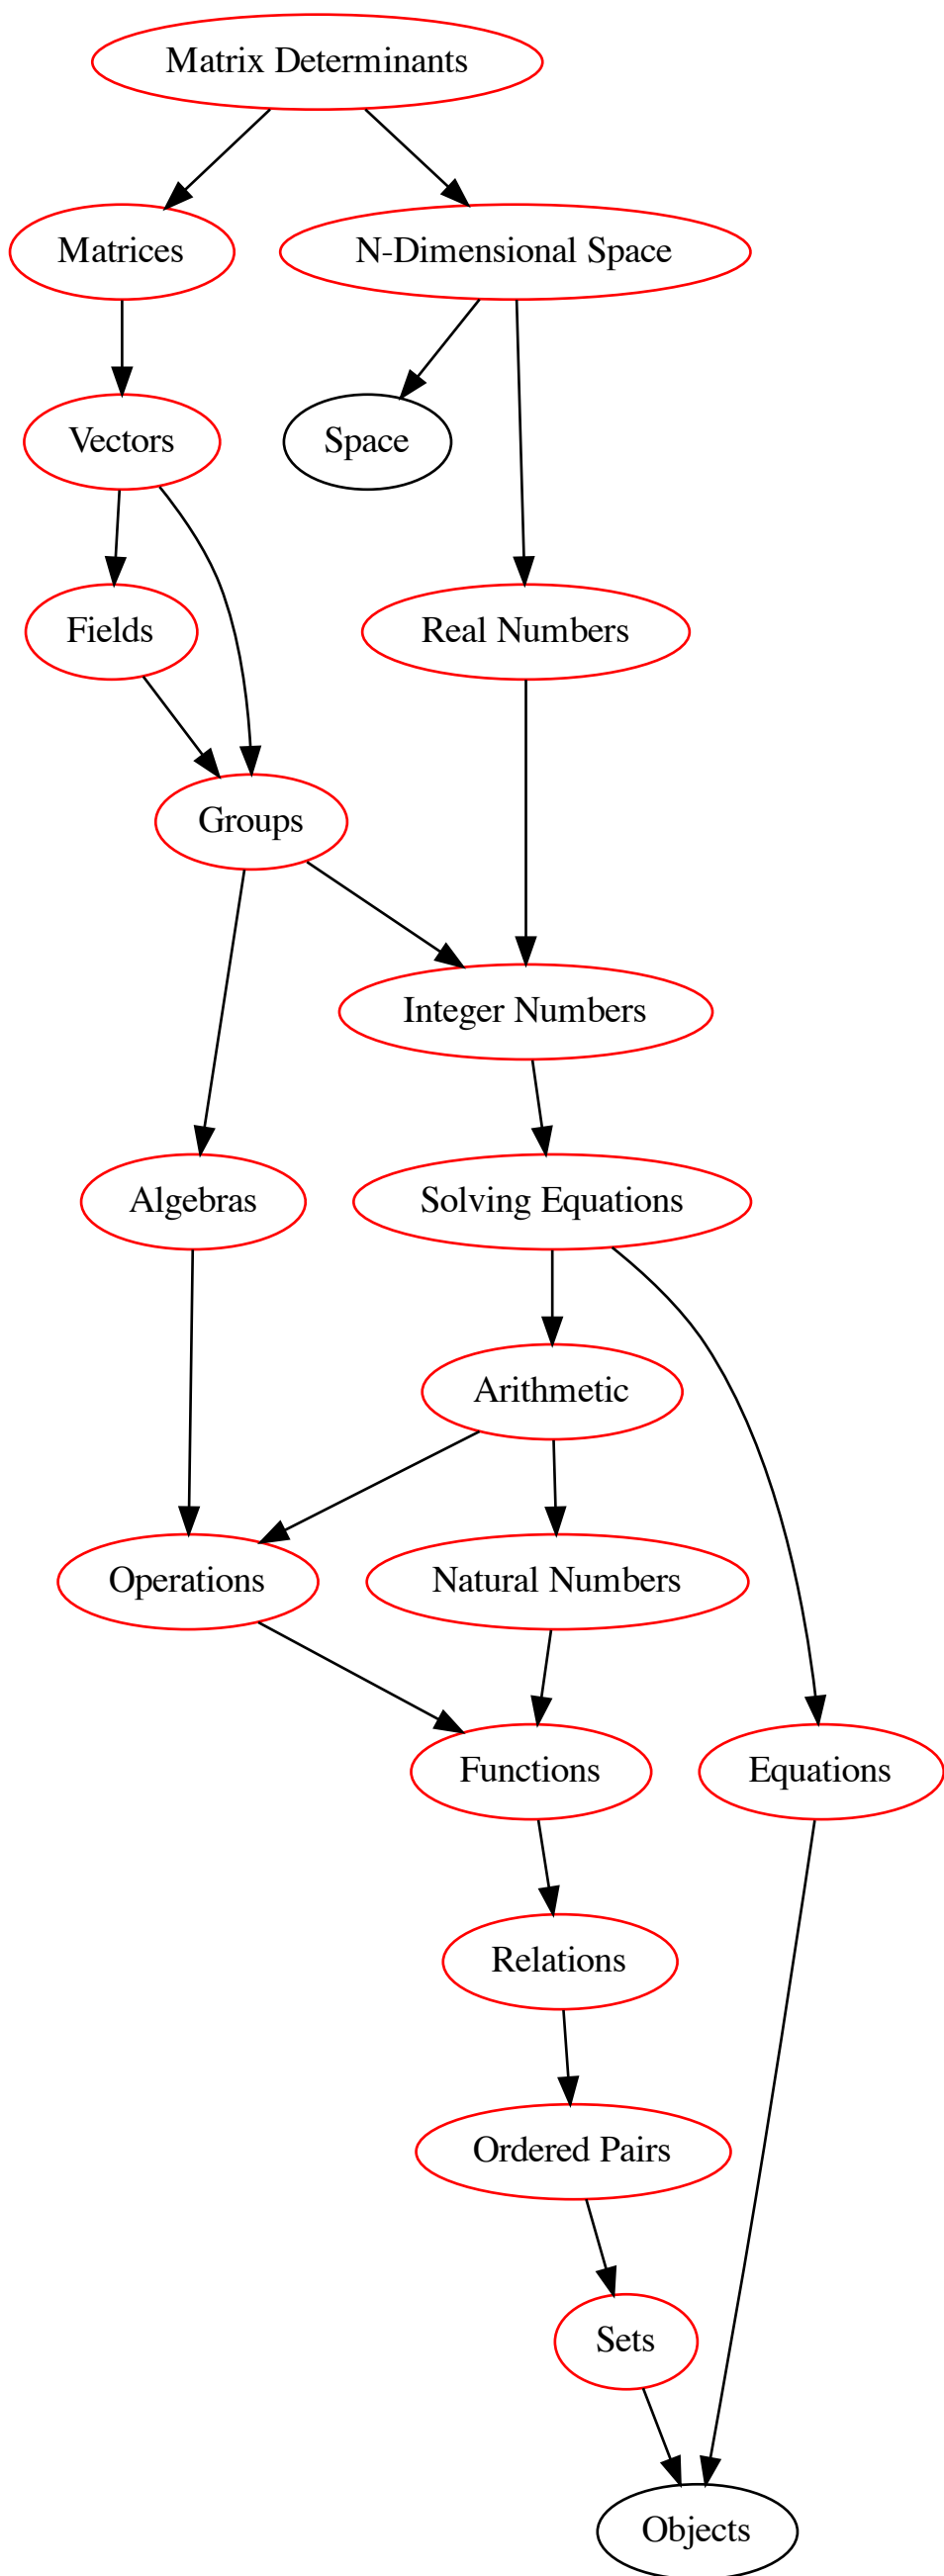 Matrix Determinants
Matrices
N-Dimensional Space
Vectors
Space
Fields
Real Numbers
Groups
Integer Numbers
Algebras
Solving Equations
Arithmetic
Operations
Natural Numbers
Functions
Equations
Relations
Ordered Pairs
Sets
Objects